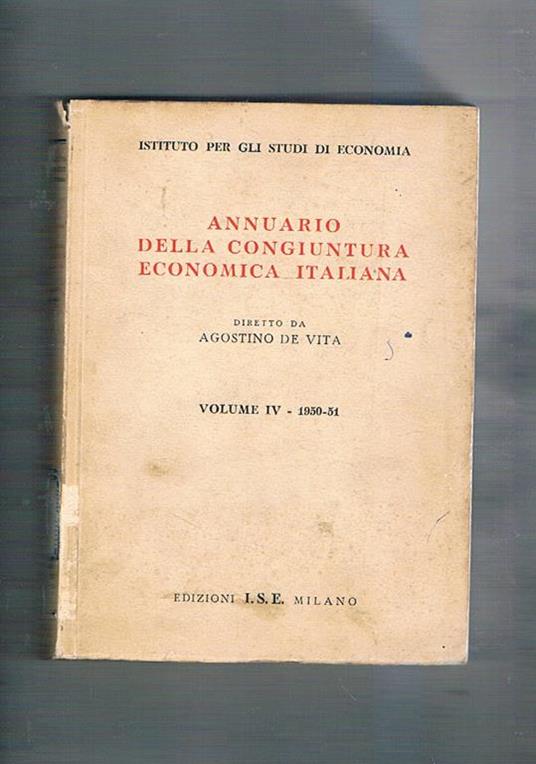 ISTITUTO PER GLI STUDI DI ECONOMIA
ANNUARIO
DELLA CONGIUNTURA
ECONOMICA ITALIANA
DIRETTO DA
AGOSTINO DE VITA
VOLUME IV - 1950-51
EDIZIONI I.S.E. MILANO